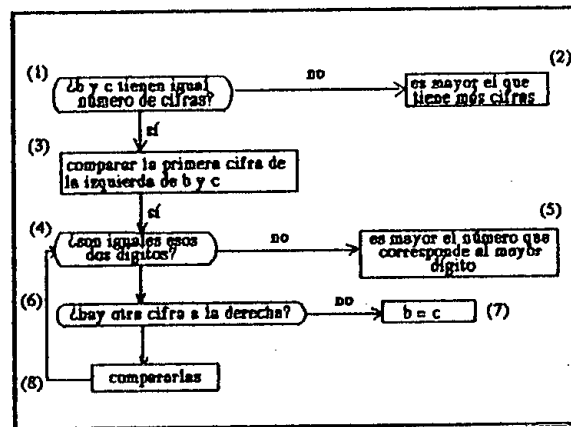 (1)
¿b y c tienen igual
número de cifras?
no
(2)
es mayor el que
tiene más cifras
sí
(3)
comparar la primera cifra de
la izquierda de b y c
sí
(4)
¿son iguales esos
dos dígitos?
no
(5)
es mayor el número que
corresponde al mayor
dígito
(6)
¿hay otra cifra a la derecha?
no
b = c
(7)
(8)
compararlas